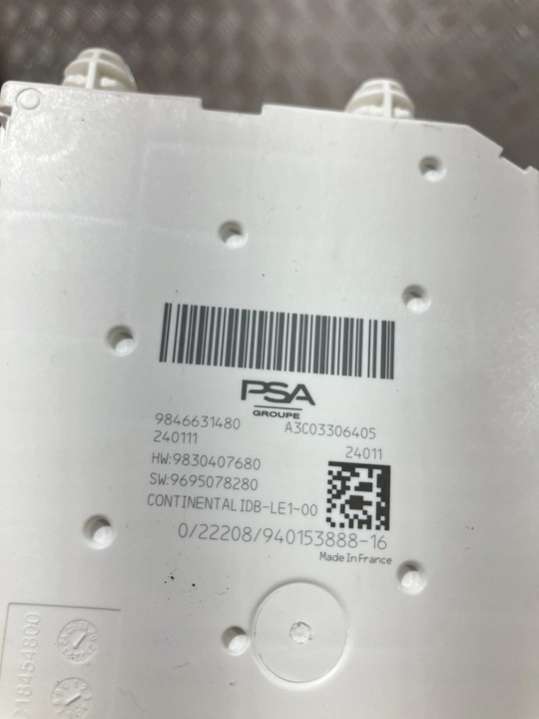 PSA
GROUPE
9846631480 A3C03306405
240111 24011
HW:9830407680
SW:9695078280
CONTINENTAL IDB-LE1-00
0/22208/940153888-16
Made In France
218454800